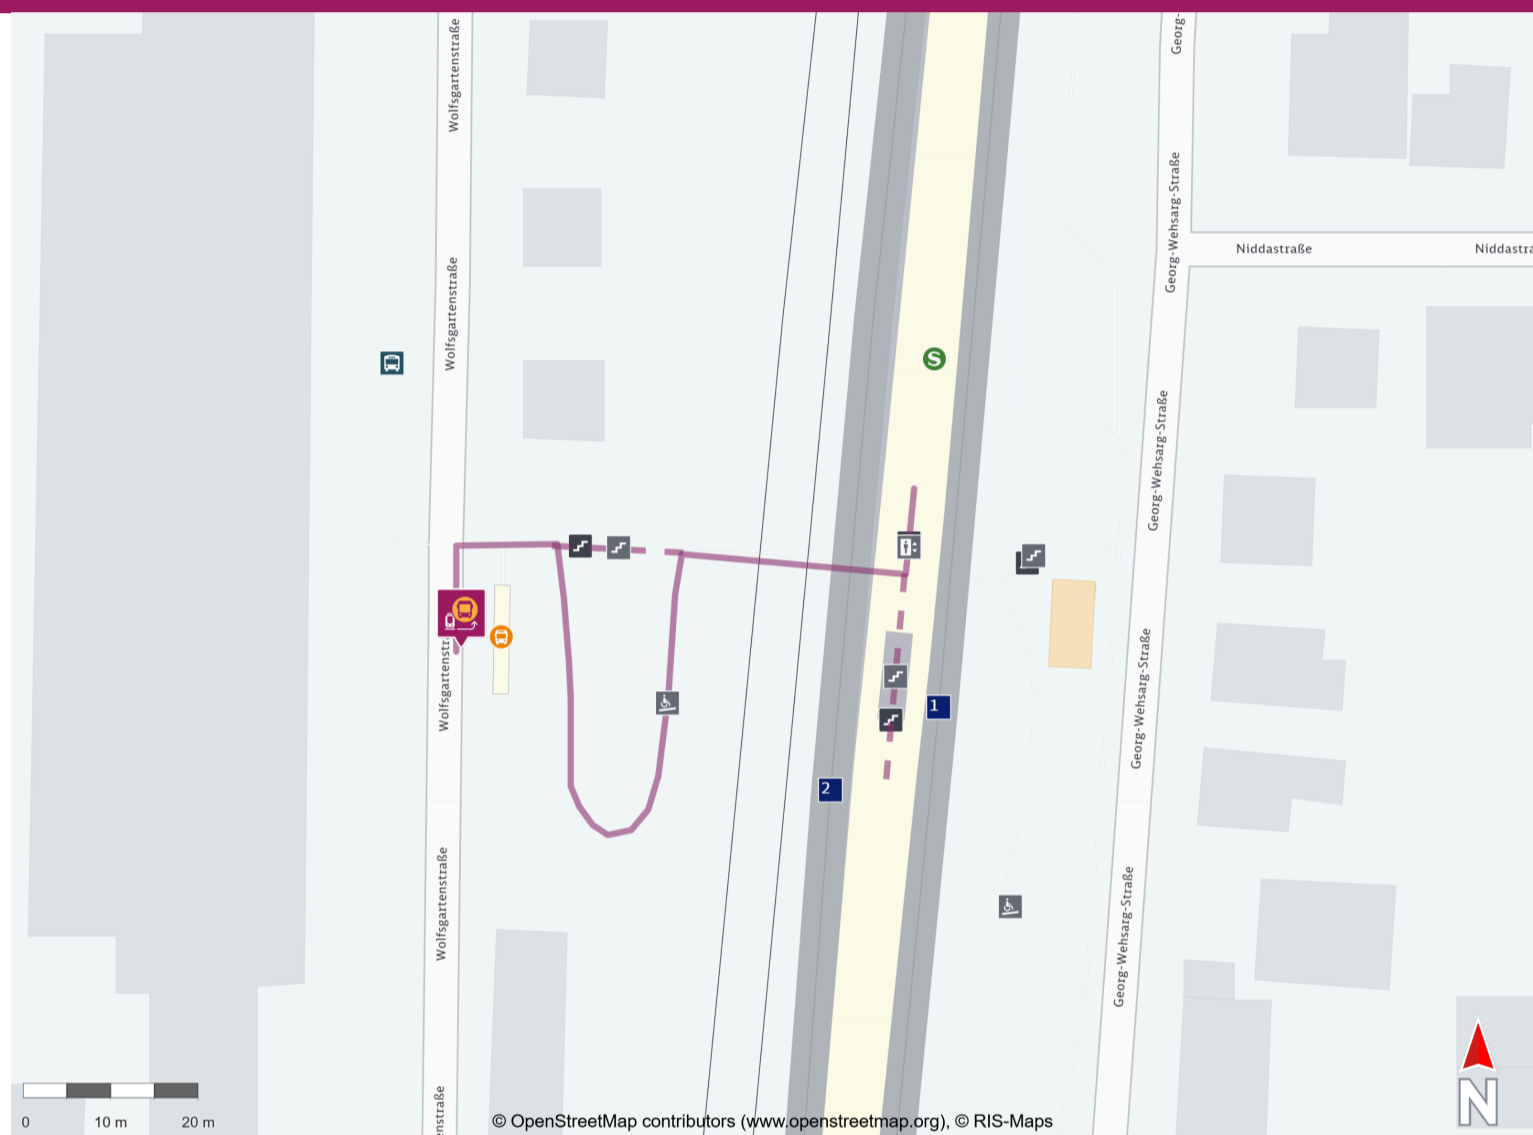 Wolfsgartenstraße
Georg-
Wolfsgartenstraße
Georg-Wehsarg-Straße
Niddastraße
Niddastra
S
Georg-Wehsarg-Straße
Wolfsgartenstra
Georg-Wehsarg-Straße
1
2
Wolfsgartenstraße
Georg-Wehsarg-Straße
enstraße
0
10 m
20 m
© OpenStreetMap contributors (www.openstreetmap.org), © RIS-Maps
N